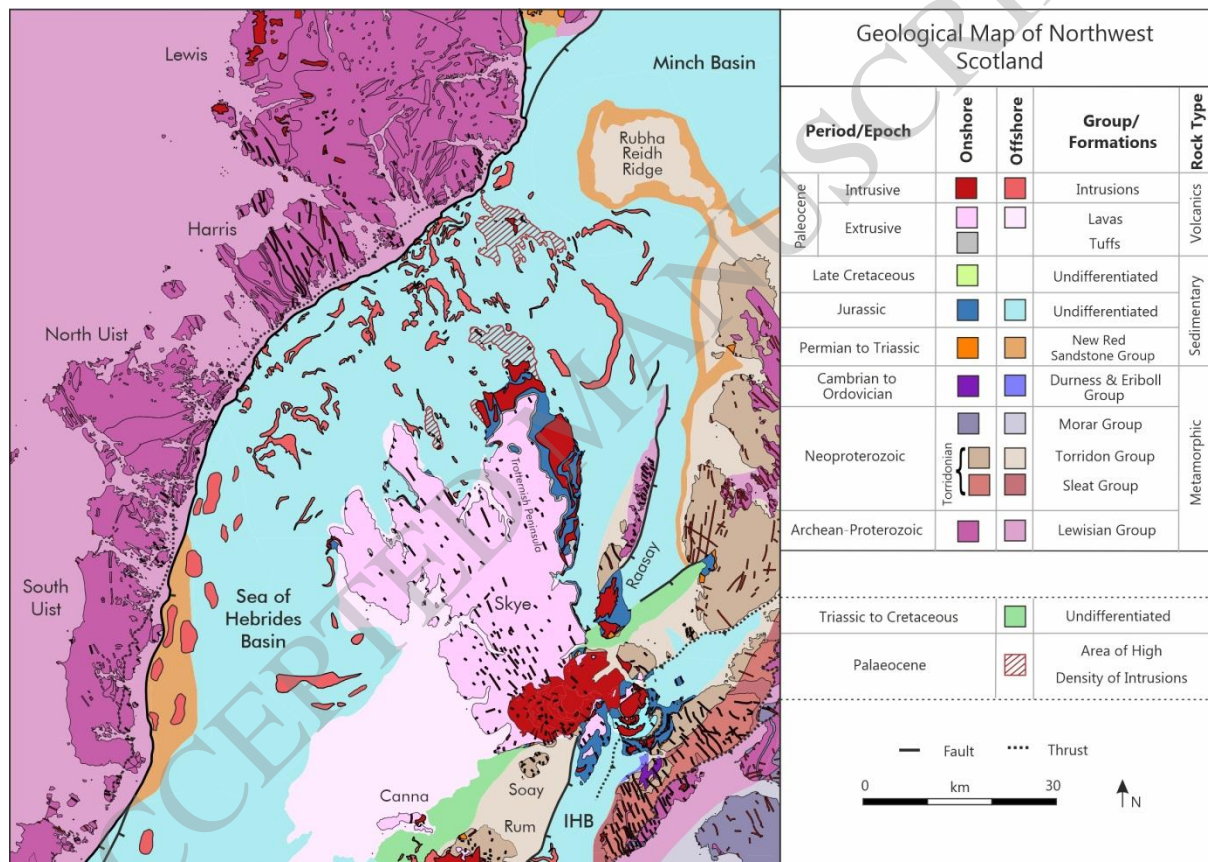 Lewis
Minch Basin
Rubha
Reidh
Ridge
Harris
North Uist
Trotternish Peninsula
South
Uist
Sea of
Hebrides
Basin
Skye
Raasay
Canna
Soay
Rum
IHB
Geological Map of Northwest
Scotland
Period/Epoch
Onshore
Offshore
Group/
Formations
Rock Type
Paleocene
Intrusive
Intrusions
Volcanics
Extrusive
Lavas
Tuffs
Late Cretaceous
Undifferentiated
Sedimentary
Jurassic
Undifferentiated
Permian to Triassic
New Red
Sandstone Group
Cambrian to
Ordovician
Durness & Eriboll
Group
Metamorphic
Neoproterozoic
Morar Group
Torridonian
Torridon Group
Sleat Group
Archean-Proterozoic
Lewisian Group
Triassic to Cretaceous
Undifferentiated
Palaeocene
Area of High
Density of Intrusions
Fault
Thrust
0 km 30
N
CCEPTED MANUSCRI